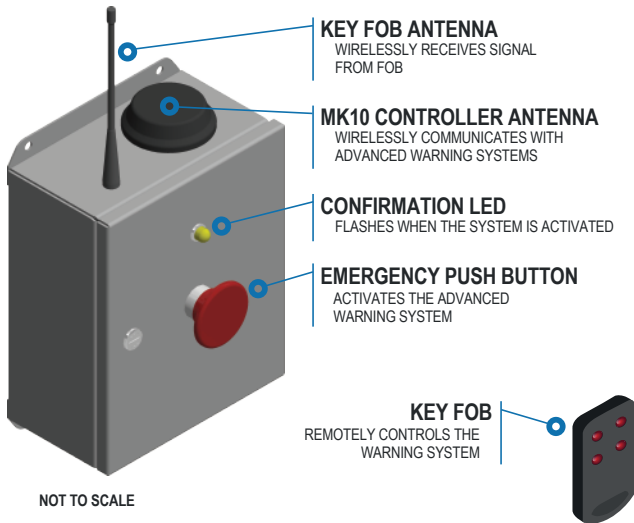 KEY FOB ANTENNA
WIRELESSLY RECEIVES SIGNAL
FROM FOB
MK10 CONTROLLER ANTENNA
WIRELESSLY COMMUNICATES WITH
ADVANCED WARNING SYSTEMS
CONFIRMATION LED
FLASHES WHEN THE SYSTEM IS ACTIVATED
EMERGENCY PUSH BUTTON
ACTIVATES THE ADVANCED
WARNING SYSTEM
KEY FOB
REMOTELY CONTROLS THE
WARNING SYSTEM
NOT TO SCALE